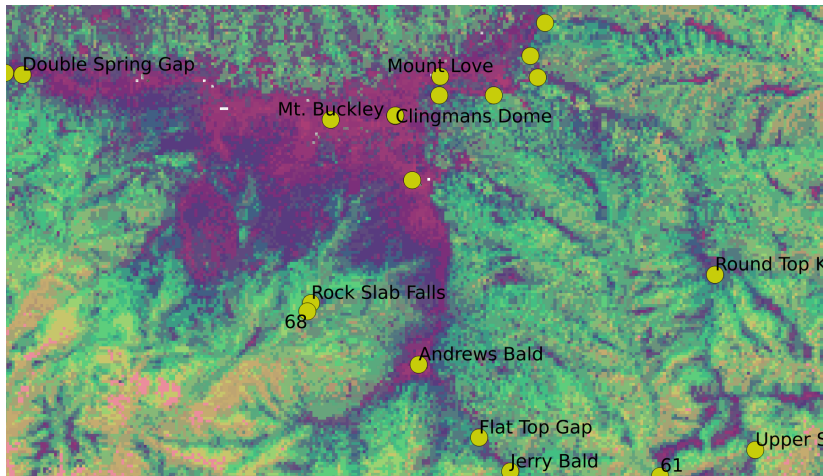 Double Spring Gap
Mount Love
Mt. Buckley
Clingmans Dome
Round Top K
Rock Slab Falls
68
Andrews Bald
Flat Top Gap
Upper S
Jerry Bald
61